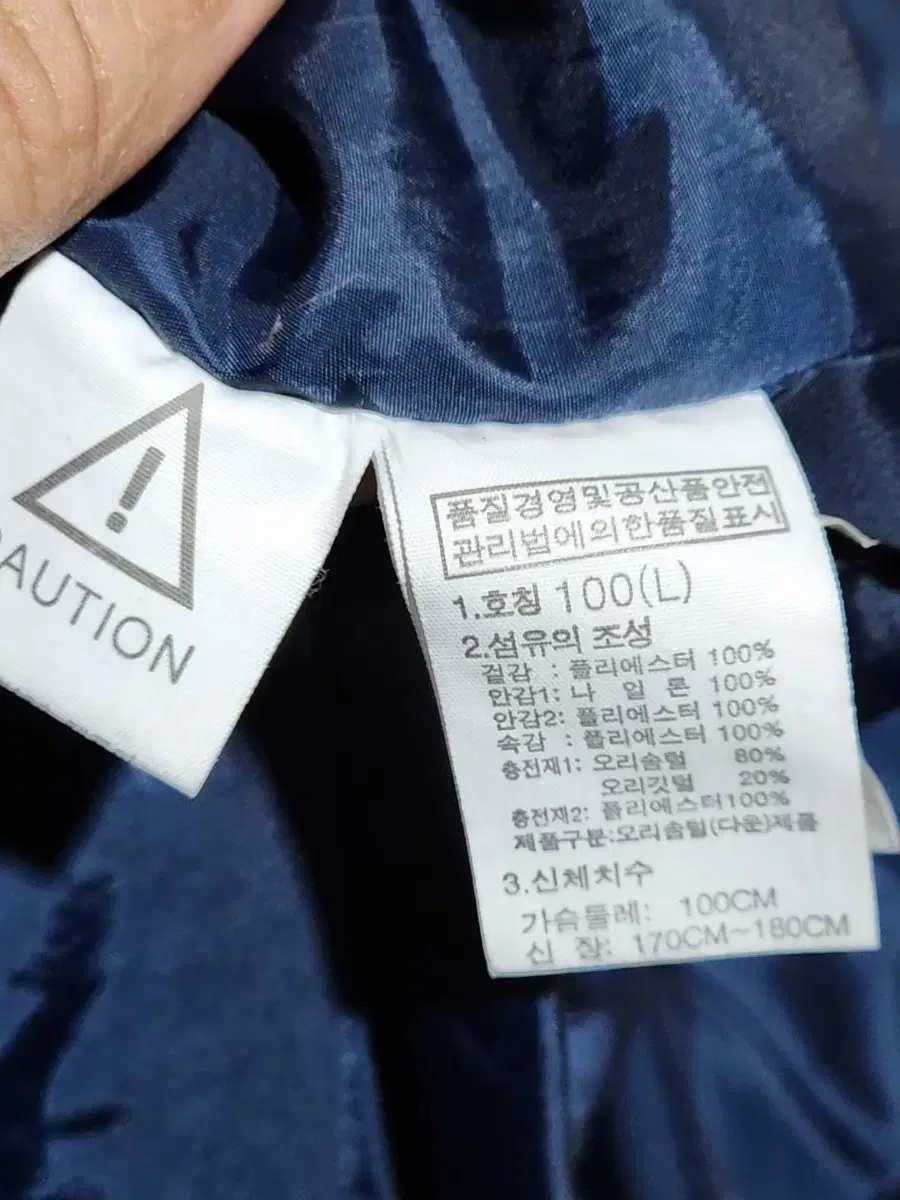 CAUTION
품질경영및공산품안전
관리법에의한품질표시
1.호칭 100(L)
2.섬유의 조성
겉감 : 폴리에스터 100%
안감1: 나 일 론 100%
안감2: 폴리에스터 100%
속감 : 폴리에스터 100%
충전재1: 오리솜털 80%
오리깃털 20%
충전재2: 폴리에스터100%
제품구분:오리솜털(다운)제품
3.신체치수
가슴둘레: 100CM
신 장: 170CM~180CM